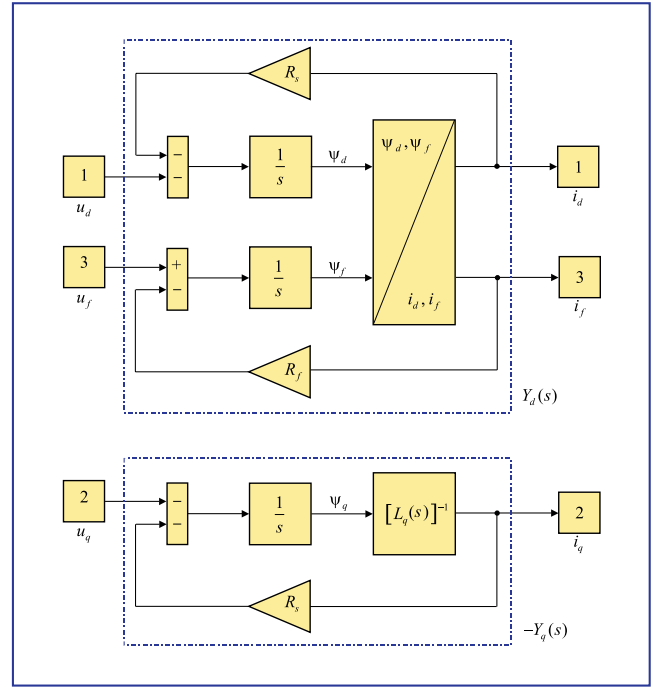 R_s
1
u_d
−
−
1/s
ψ_d
ψ_d, ψ_f
i_d, i_f
1
i_d
3
u_f
+
−
1/s
ψ_f
3
i_f
R_f
Y_d(s)
2
u_q
−
−
1/s
ψ_q
[L_q(s)]^{-1}
2
i_q
R_s
−Y_q(s)